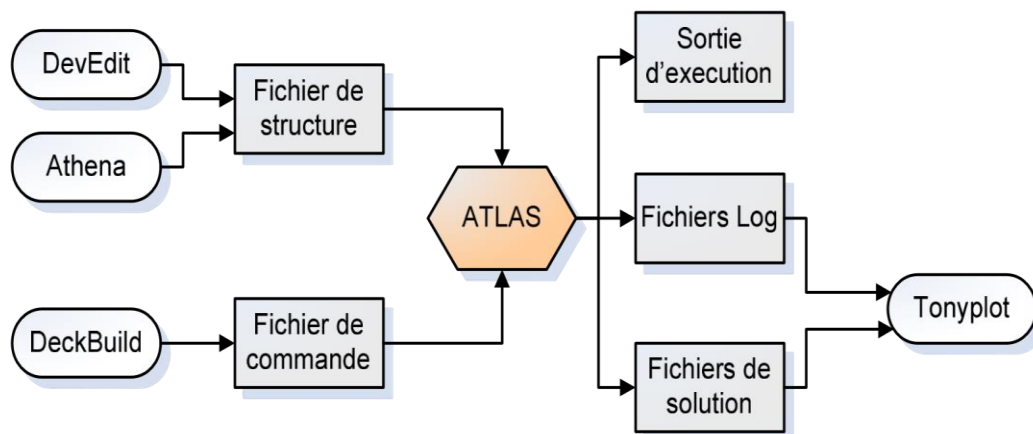 DevEdit
Athena
Fichier de
structure
DeckBuild
Fichier de
commande
ATLAS
Sortie
d'execution
Fichiers Log
Fichiers de
solution
Tonyplot